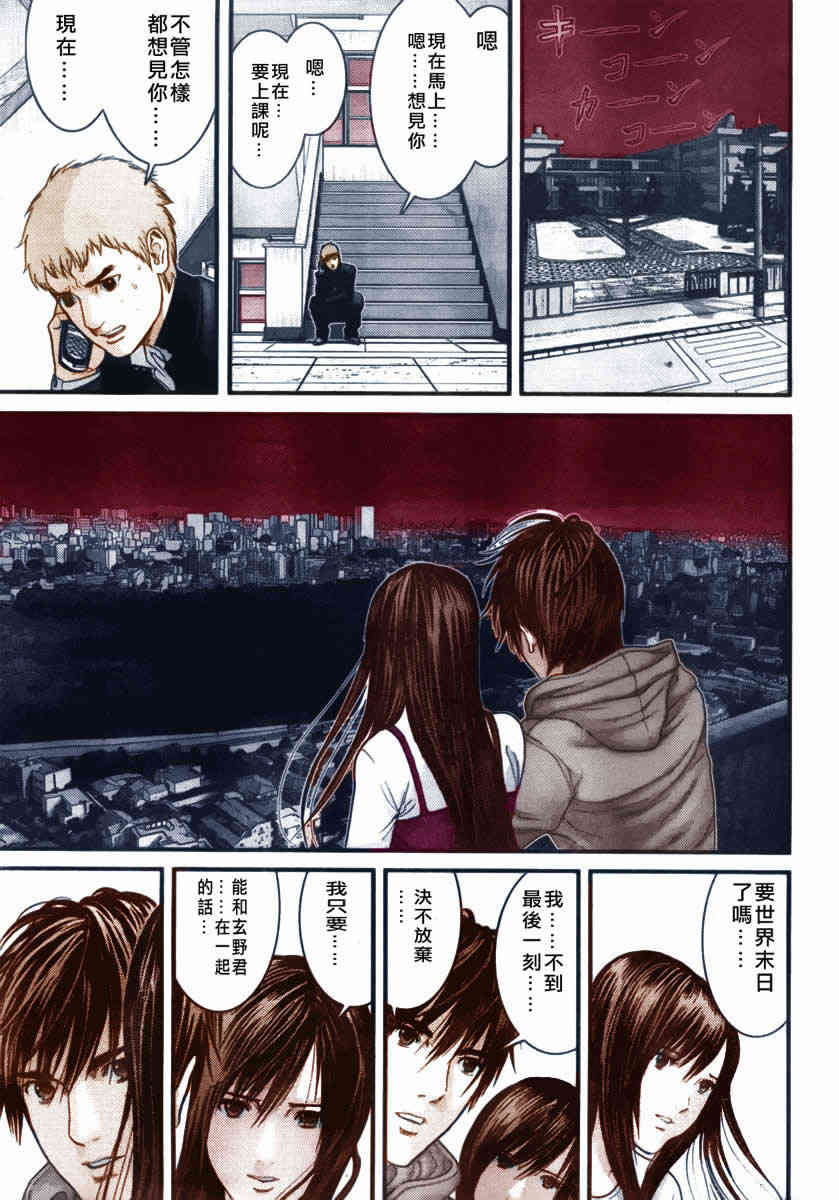 キーン
コーン
カーン
コーン
嗯
現在馬上…
嗯……想見你
嗯…
現在…
要上課呢…
不管怎樣
都想見你……
現在……
要世界末日
了嗎……
我……不到
最後一刻……
決不放棄
……
我只要……
能和玄野君
……在一起
的話…